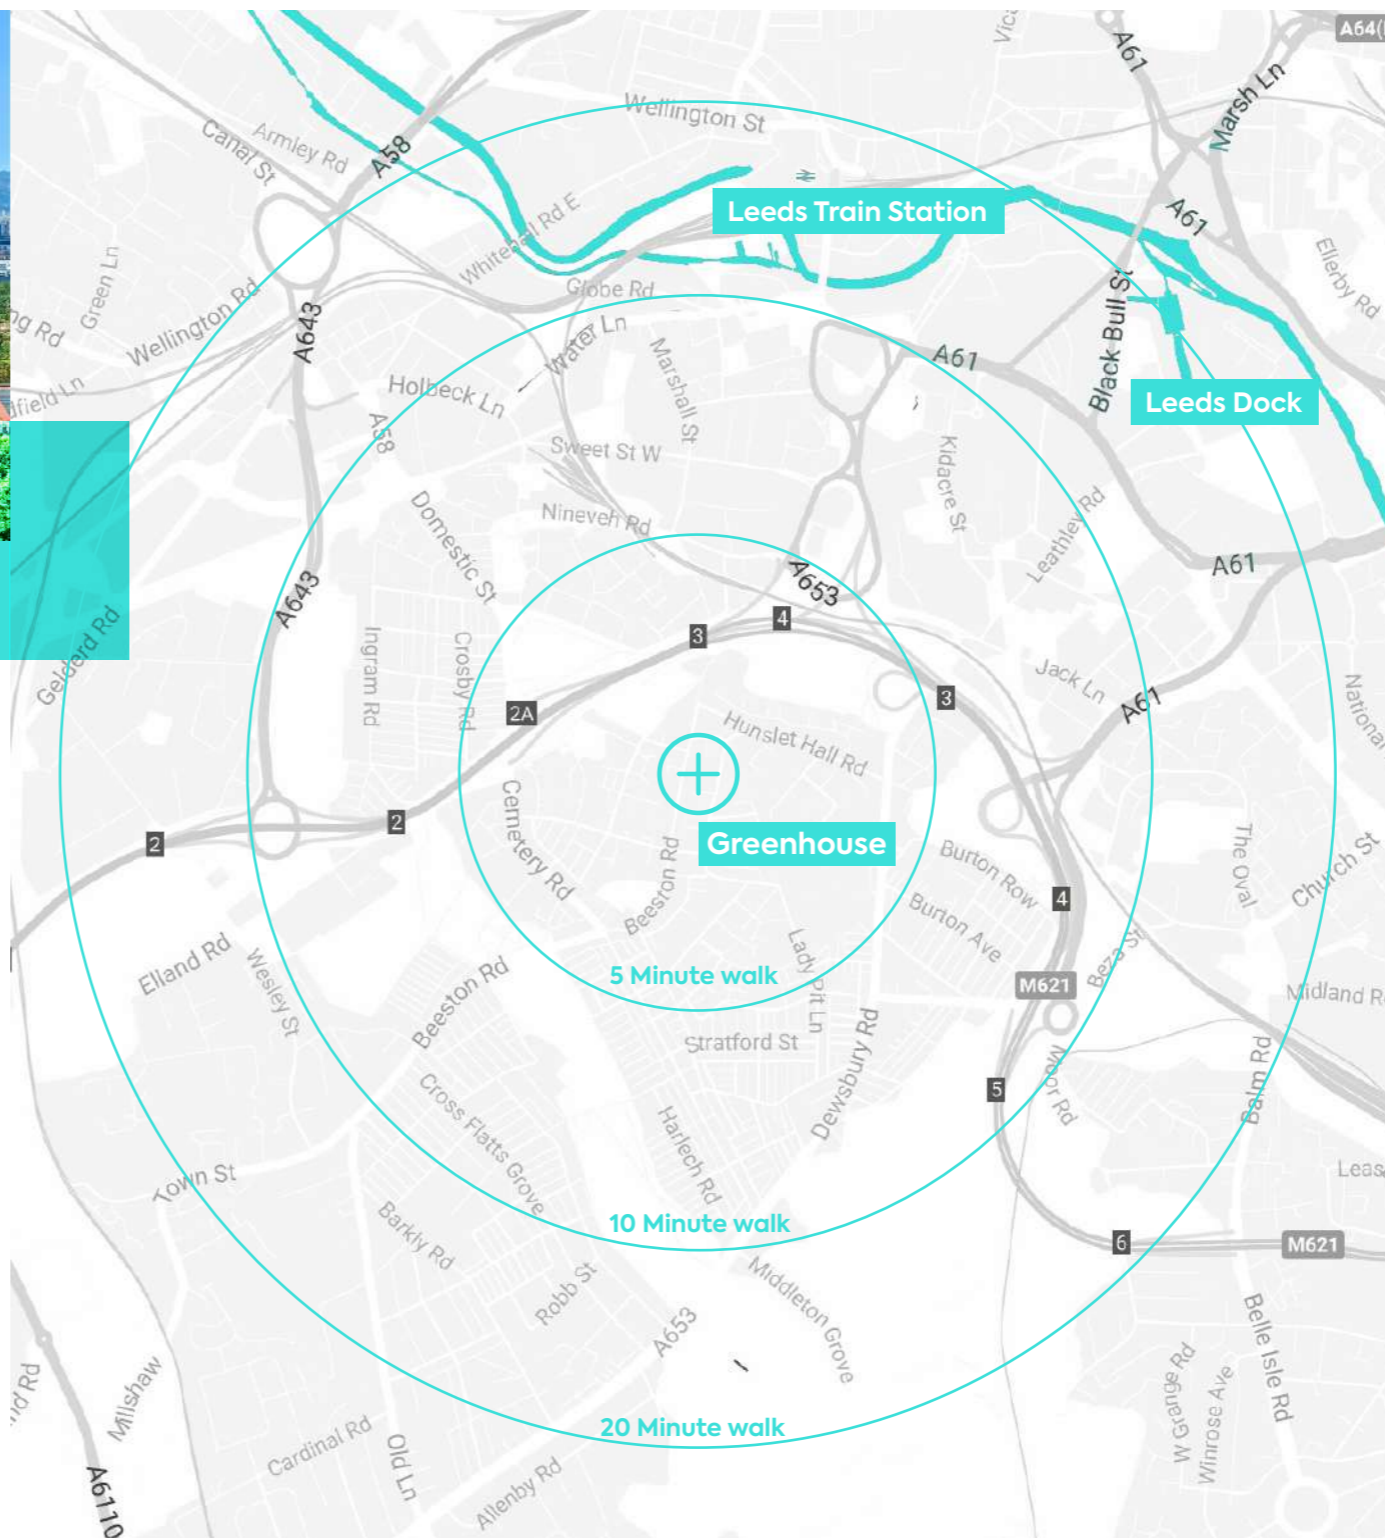 Vic
A61
A64(
Marsh Ln
Wellington St
Armley Rd
Canal St
A58
Leeds Train Station
A61
Whitehall Rd E
Ellerby Rd
Green Ln
Globe Rd
Wellington Rd
A643
Water Ln
Black Bull St
Marshall St
A61
Holbeck Ln
Leeds Dock
A58
Sweet St W
Kidacre St
Domestic St
Nineveh Rd
Leathley Rd
A61
A653
A643
4
3
Gelderd Rd
Ingram Rd
Crosby Rd
Jack Ln
3
A61
2A
National
Hunslet Hall Rd
Cemetery Rd
2
2
Greenhouse
The Oval
Church St
Beeston Rd
Burton Row
4
Burton Ave
Elland Rd
Wesley St
Beeston Rd
5 Minute walk
Lady Pit Ln
Beza St
M621
Midland R
Stratford St
Dewsbury Rd
Moor Rd
Balm Rd
5
Cross Flatts Grove
Harlech Rd
Town St
Leas
Barkly Rd
10 Minute walk
6
M621
Robb St
Middleton Grove
A653
Belle Isle Rd
Millshaw
W Grange Rd
Winrose Ave
20 Minute walk
Cardinal Rd
Old Ln
Allenby Rd
A6110